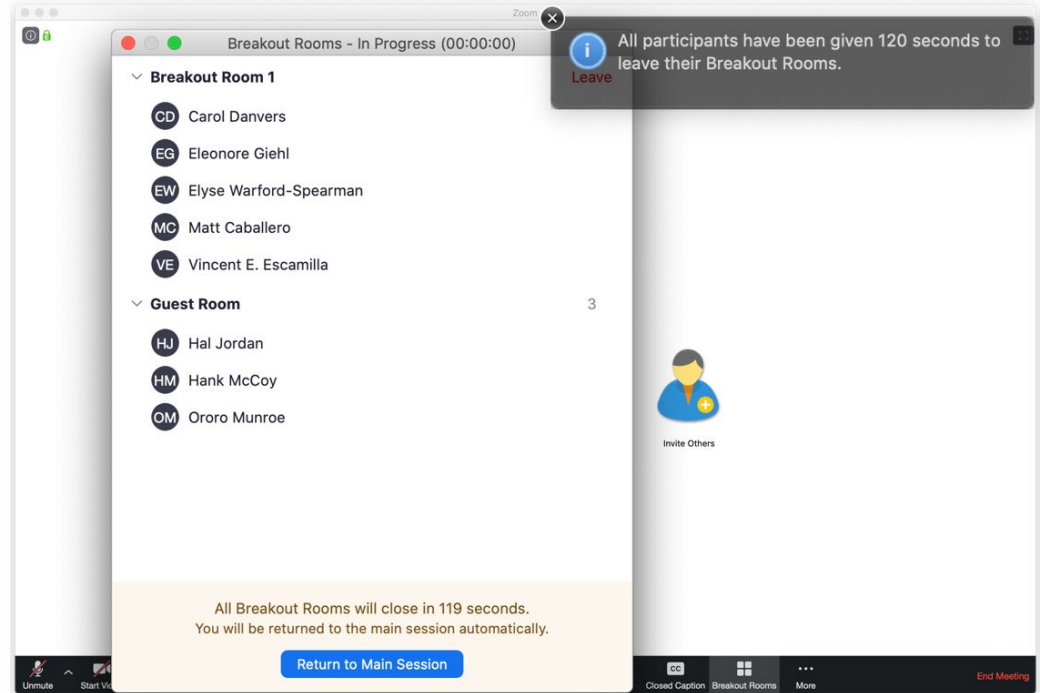 Zoom
Breakout Rooms - In Progress (00:00:00)
All participants have been given 120 seconds to
leave their Breakout Rooms.
Breakout Room 1
Leave
CD Carol Danvers
EG Eleonore Giehl
EW Elyse Warford-Spearman
MC Matt Caballero
VE Vincent E. Escamilla
Guest Room 3
HJ Hal Jordan
HM Hank McCoy
OM Ororo Munroe
Invite Others
All Breakout Rooms will close in 119 seconds.
You will be returned to the main session automatically.
Return to Main Session
CC
Unmute Start Vid Closed Caption Breakout Rooms More End Meeting